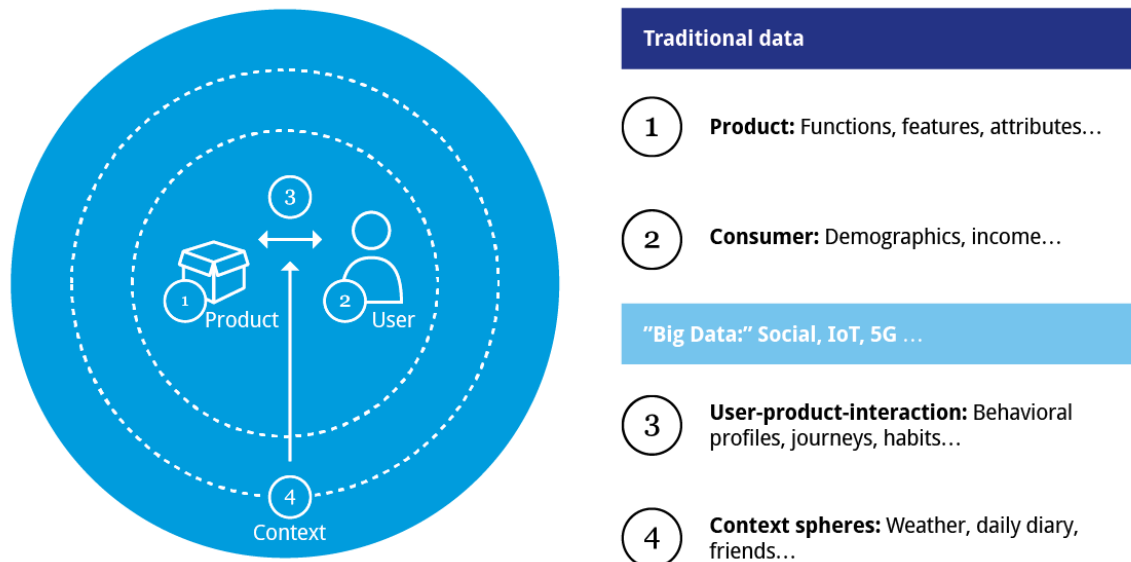 3
1
Product
2
User
4
Context
Traditional data
1
Product: Functions, features, attributes…
2
Consumer: Demographics, income…
”Big Data:” Social, IoT, 5G …
3
User-product-interaction: Behavioral
profiles, journeys, habits…
4
Context spheres: Weather, daily diary,
friends…